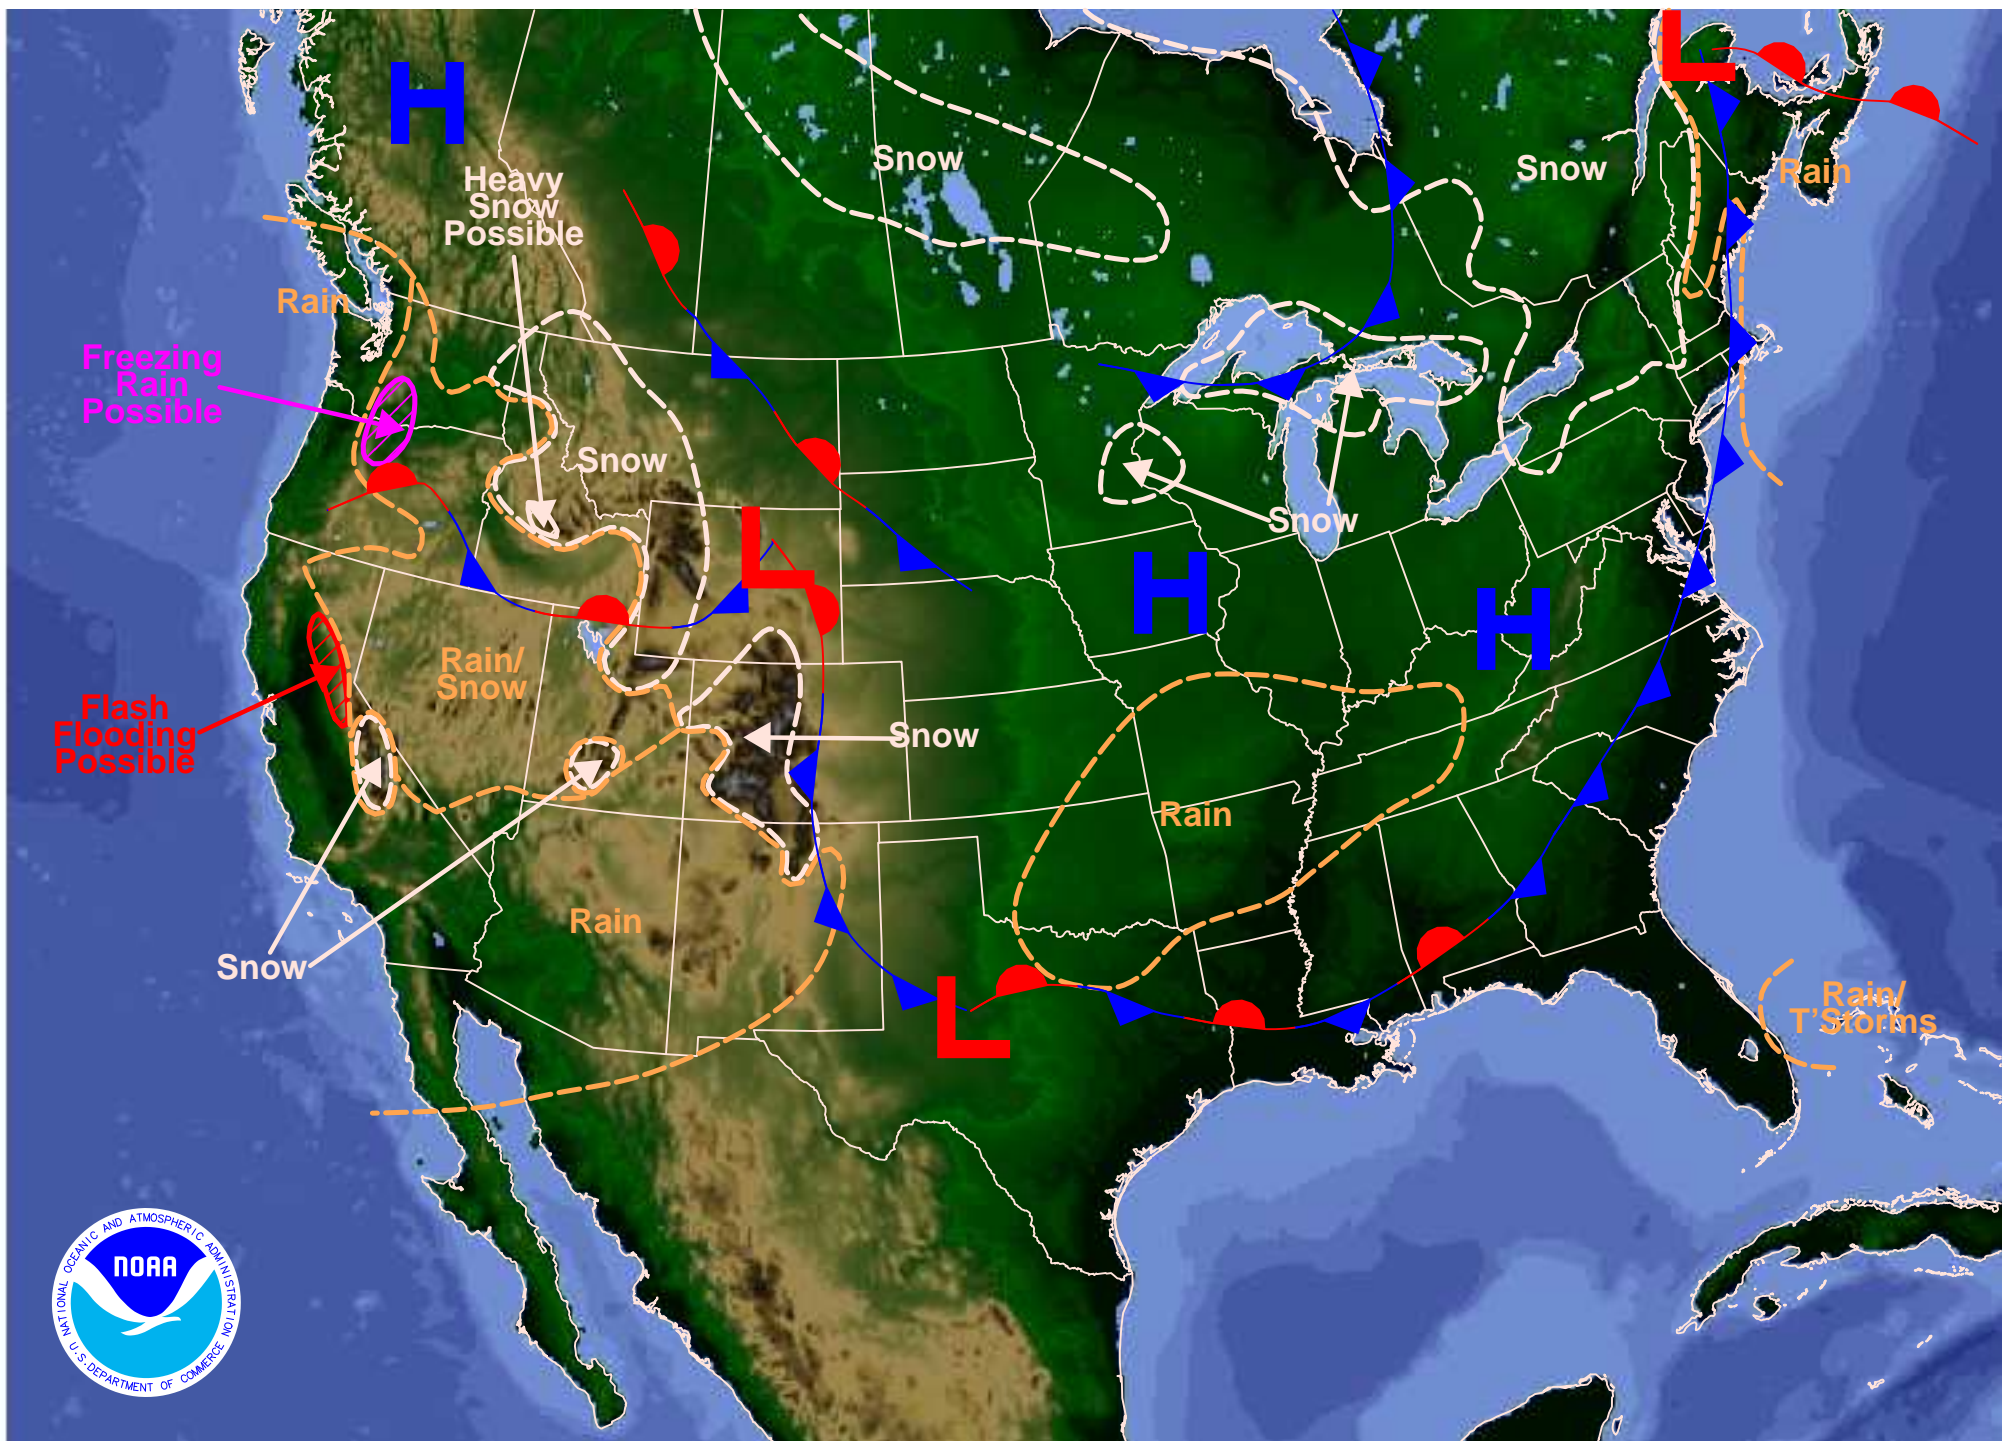 L
H
Snow
Snow
Rain
Heavy
Snow
Possible
Rain
Freezing
Rain
Possible
Snow
Snow
L
H
H
Rain/
Snow
Flash
Flooding
Possible
Snow
Rain
Rain
Snow
L
Rain/
T'Storms
NATIONAL OCEANIC AND ATMOSPHERIC ADMINISTRATION
NOAA
U.S. DEPARTMENT OF COMMERCE